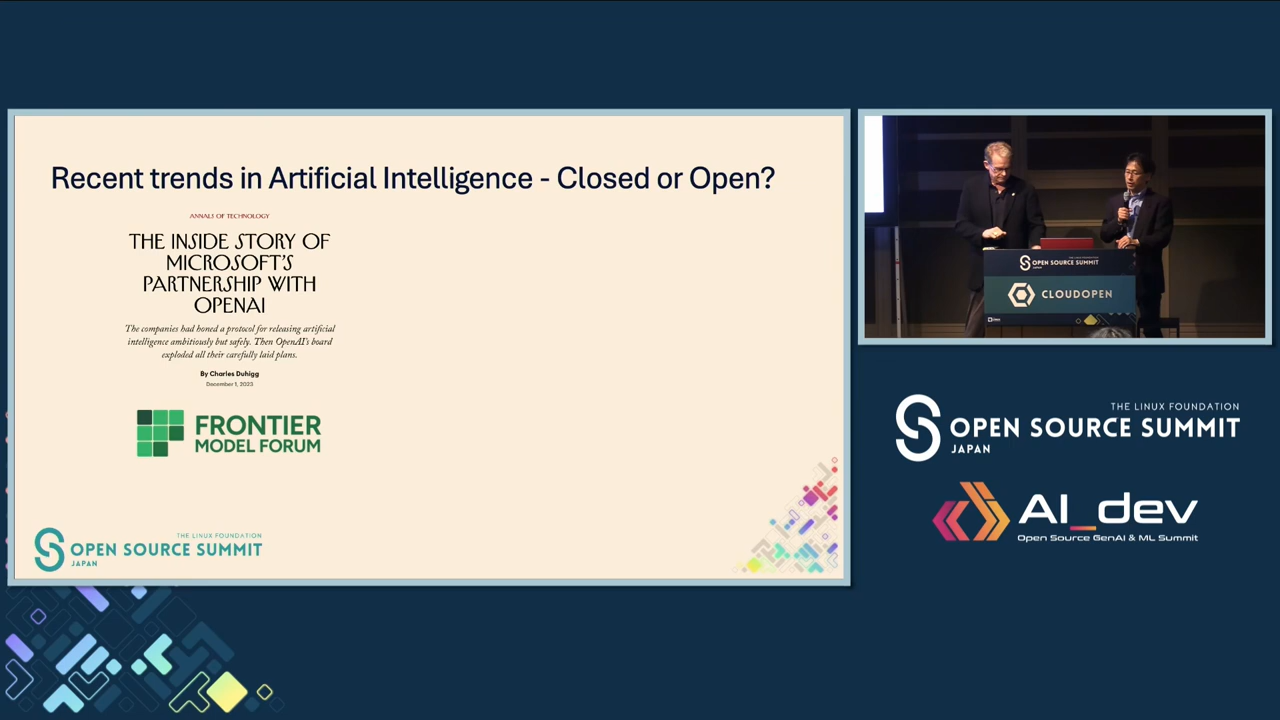 Recent trends in Artificial Intelligence - Closed or Open?
ANNALS OF TECHNOLOGY
THE INSIDE STORY OF
MICROSOFT'S
PARTNERSHIP WITH
OPENAI
The companies had honed a protocol for releasing artificial
intelligence ambitiously but safely. Then OpenAI's board
exploded all their carefully laid plans.
By Charles Duhigg
December 1, 2023
FRONTIER
MODEL FORUM
THE LINUX FOUNDATION
OPEN SOURCE SUMMIT
JAPAN
OPEN SOURCE SUMMIT
JAPAN
CLOUDOPEN
THE LINUX FOUNDATION
OPEN SOURCE SUMMIT
JAPAN
AI_dev
Open Source GenAI & ML Summit